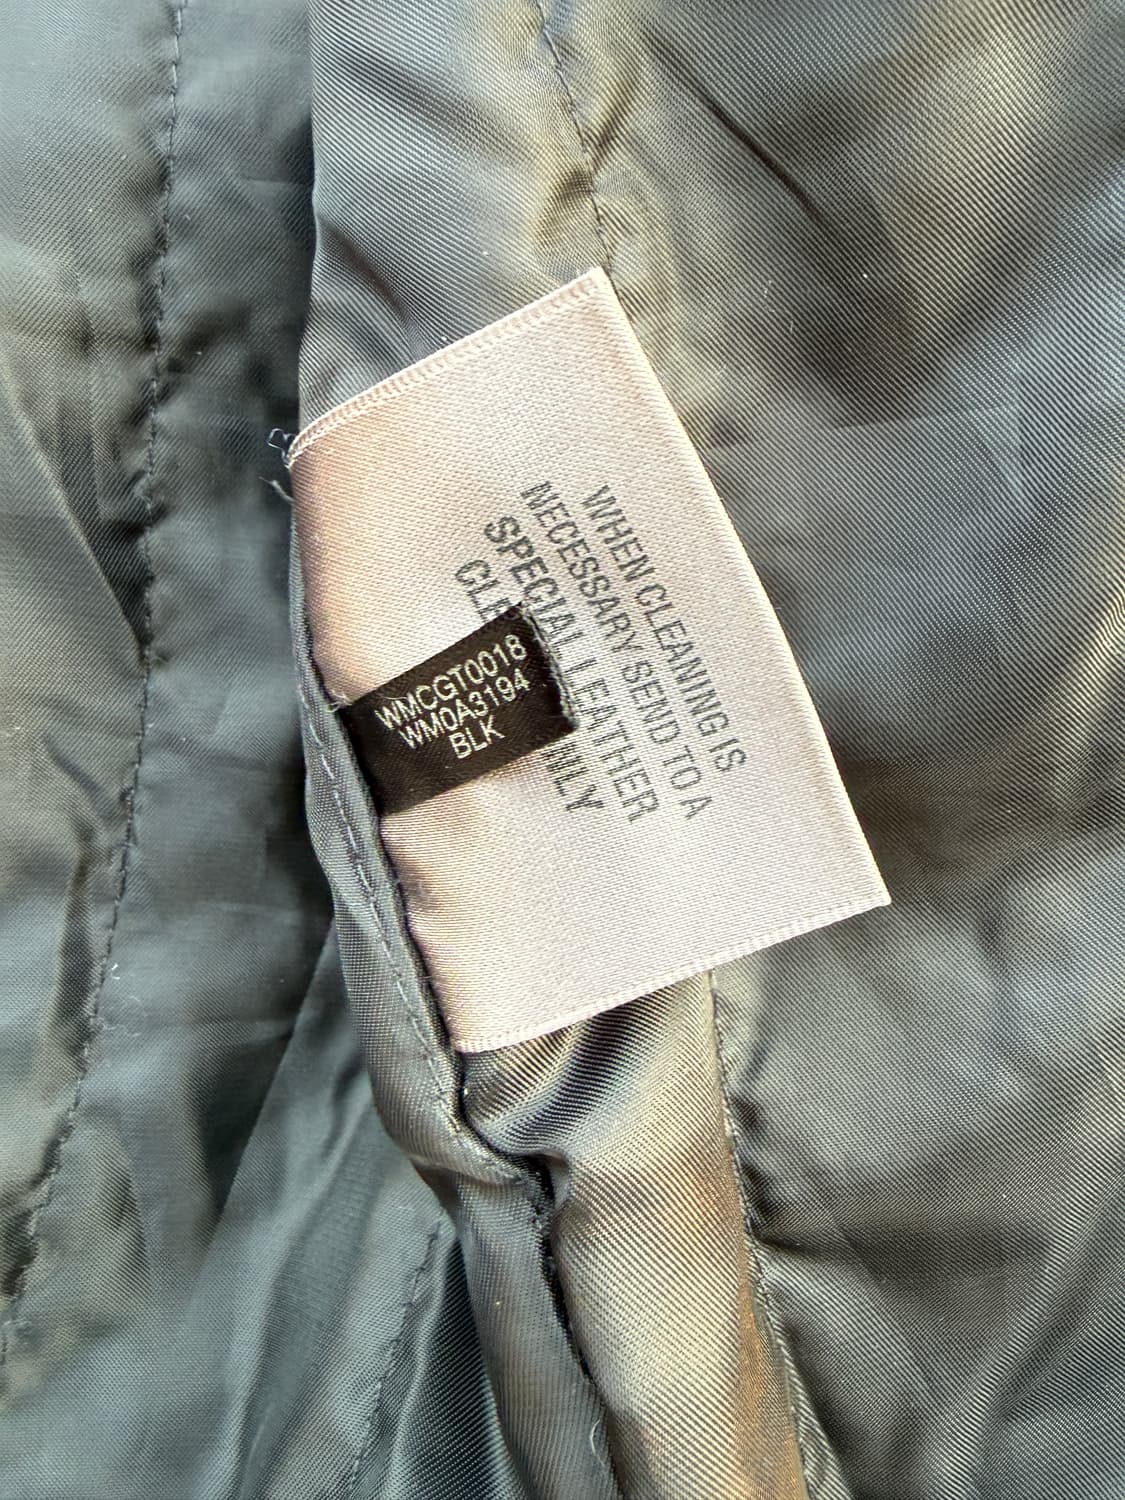 WHEN CLEANING IS
NECESSARY SEND TO A
SPECIAL LEATHER
WMCGT0018
WM0A3194
BLK